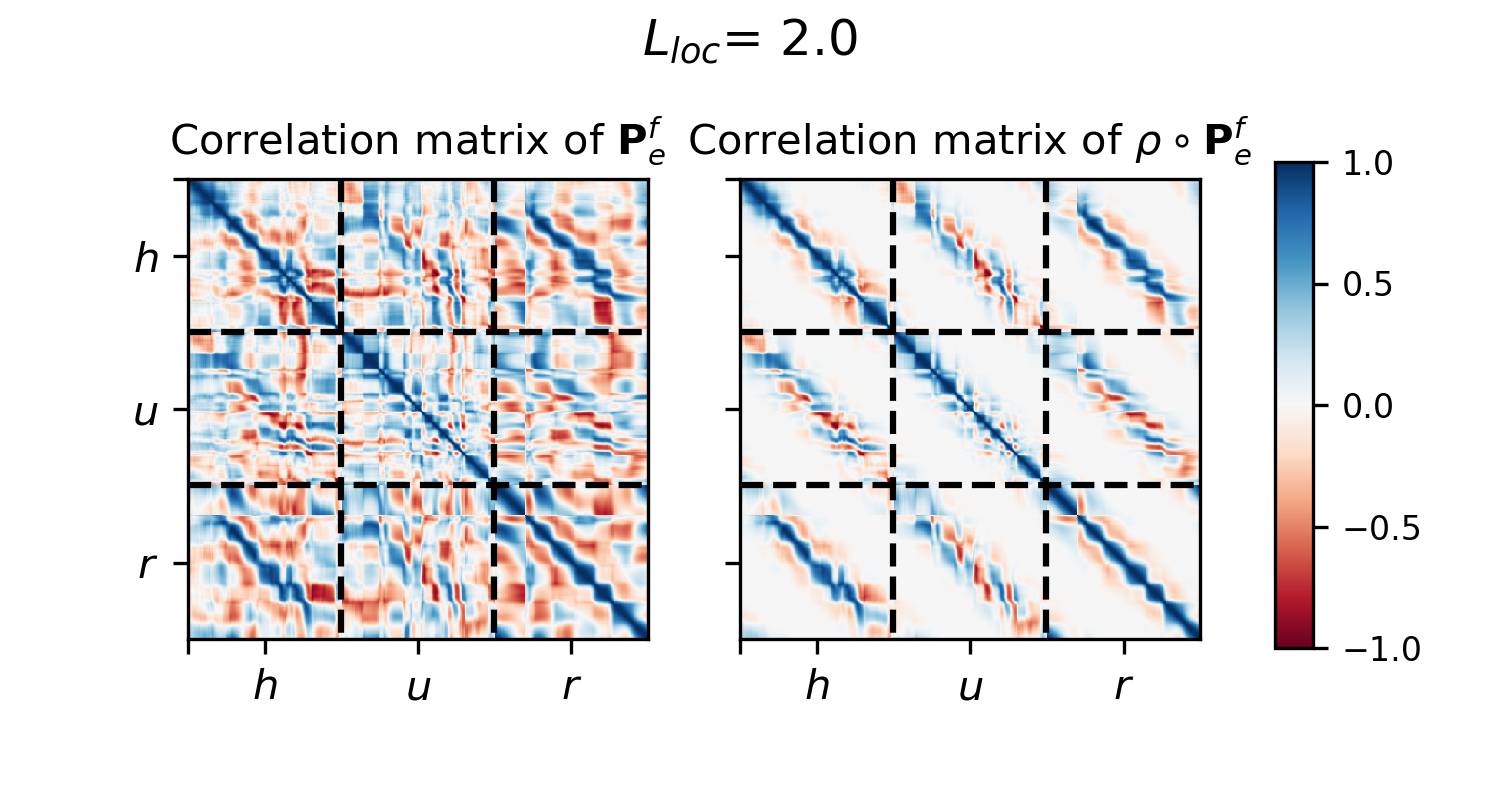 L_loc = 2.0
Correlation matrix of P_e^f
Correlation matrix of ρ ∘ P_e^f
h
u
r
h
u
r
h
u
r
1.0
0.5
0.0
−0.5
−1.0